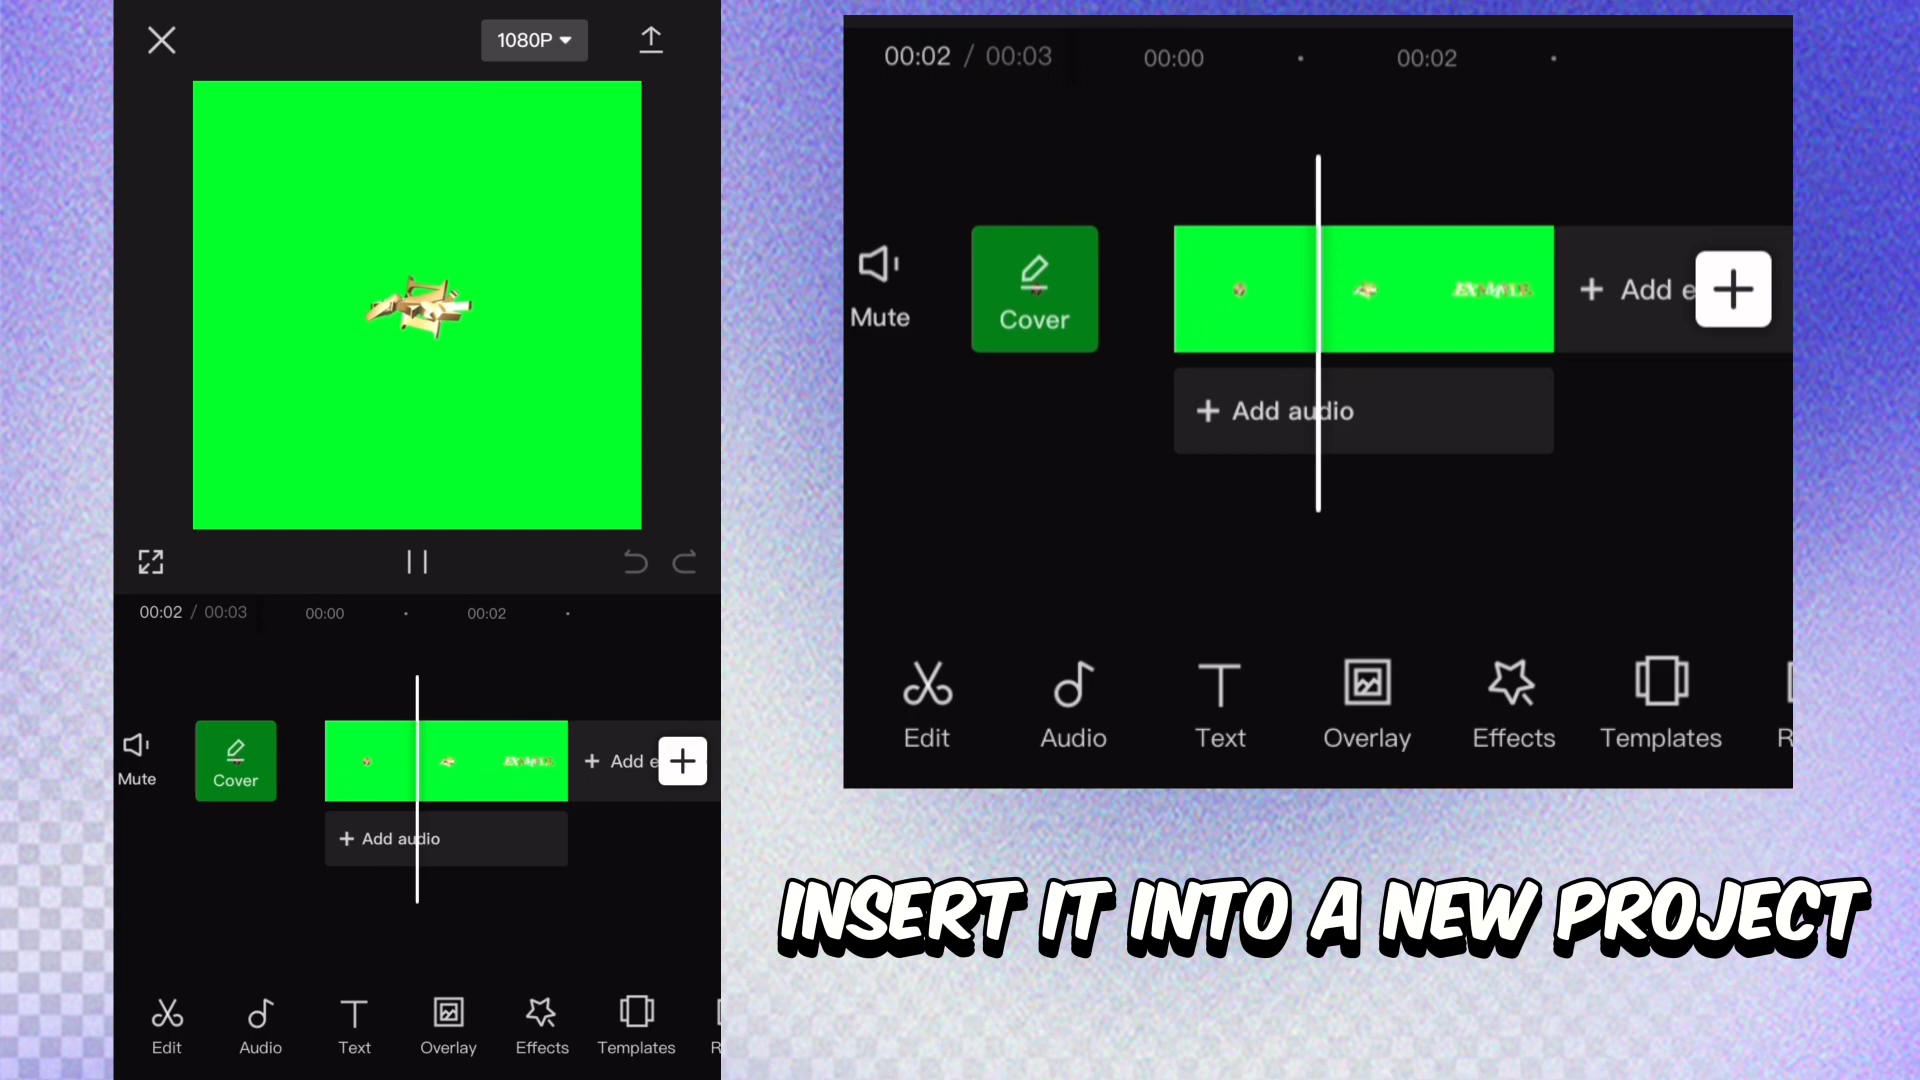 1080P
00:02 / 00:03 00:00 02:00
Mute
Cover
EXAMPLE
+ Add e
+ Add audio
Edit Audio Text Overlay Effects Templates R
00:02 / 00:03 00:00 00:02
Mute
Cover
EXAMPLE
+ Add e
+ Add audio
Edit Audio Text Overlay Effects Templates R
INSERT IT INTO A NEW PROJECT